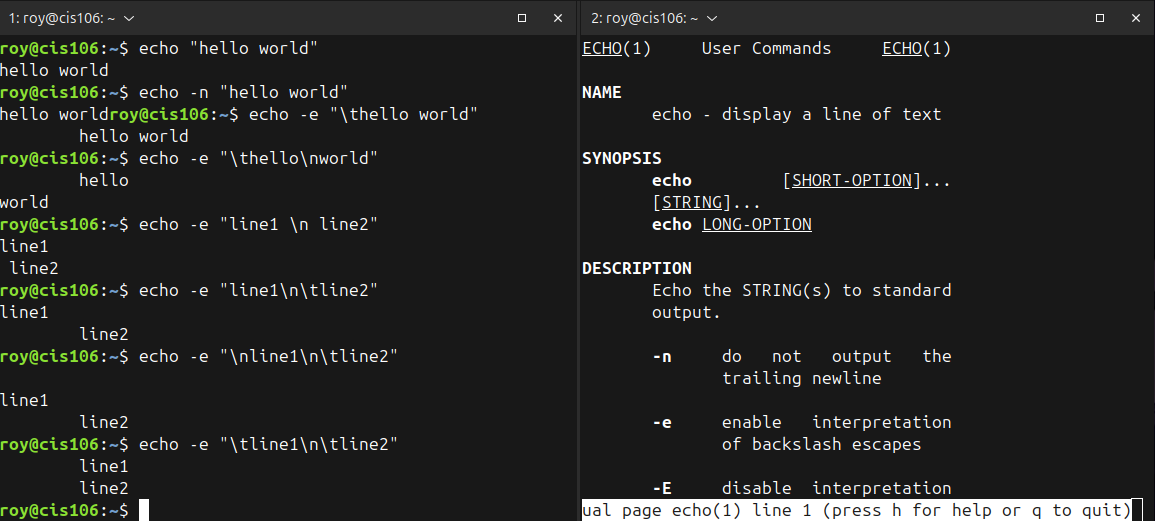 1: roy@cis106: ~
roy@cis106:~$ echo "hello world"
hello world
roy@cis106:~$ echo -n "hello world"
hello worldroy@cis106:~$ echo -e "\thello world"
        hello world
roy@cis106:~$ echo -e "\thello\nworld"
        hello
world
roy@cis106:~$ echo -e "line1 \n line2"
line1
 line2
roy@cis106:~$ echo -e "line1\n\tline2"
line1
        line2
roy@cis106:~$ echo -e "\nline1\n\tline2"

line1
        line2
roy@cis106:~$ echo -e "\tline1\n\tline2"
        line1
        line2
roy@cis106:~$
2: roy@cis106: ~
ECHO(1)     User Commands     ECHO(1)

NAME
       echo - display a line of text

SYNOPSIS
       echo         [SHORT-OPTION]...
       [STRING]...
       echo LONG-OPTION

DESCRIPTION
       Echo the STRING(s) to standard
       output.

       -n     do   not   output   the
              trailing newline

       -e     enable  interpretation
              of backslash escapes

       -E     disable interpretation
ual page echo(1) line 1 (press h for help or q to quit)